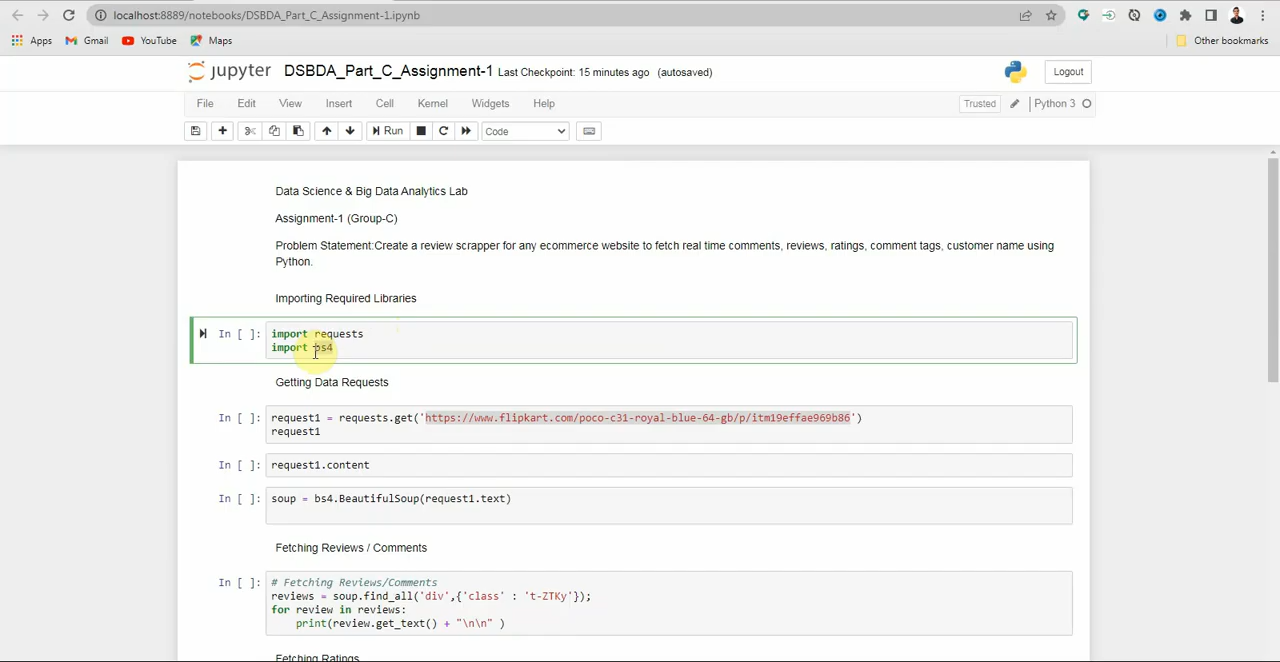 localhost:8889/notebooks/DSBDA_Part_C_Assignment-1.ipynb
Apps Gmail YouTube Maps Other bookmarks
jupyter DSBDA_Part_C_Assignment-1 Last Checkpoint: 15 minutes ago (autosaved) Logout
File Edit View Insert Cell Kernel Widgets Help Trusted Python 3
Run Code
Data Science & Big Data Analytics Lab
Assignment-1 (Group-C)
Problem Statement:Create a review scrapper for any ecommerce website to fetch real time comments, reviews, ratings, comment tags, customer name using
Python.
Importing Required Libraries
In [ ]: import requests
import bs4
Getting Data Requests
In [ ]: request1 = requests.get('https://www.flipkart.com/poco-c31-royal-blue-64-gb/p/itm19effae969b86')
request1
In [ ]: request1.content
In [ ]: soup = bs4.BeautifulSoup(request1.text)
Fetching Reviews / Comments
In [ ]: # Fetching Reviews/Comments
reviews = soup.find_all('div',{'class' : 't-ZTKy'});
for review in reviews:
print(review.get_text() + "\n\n" )
Fetching Ratings